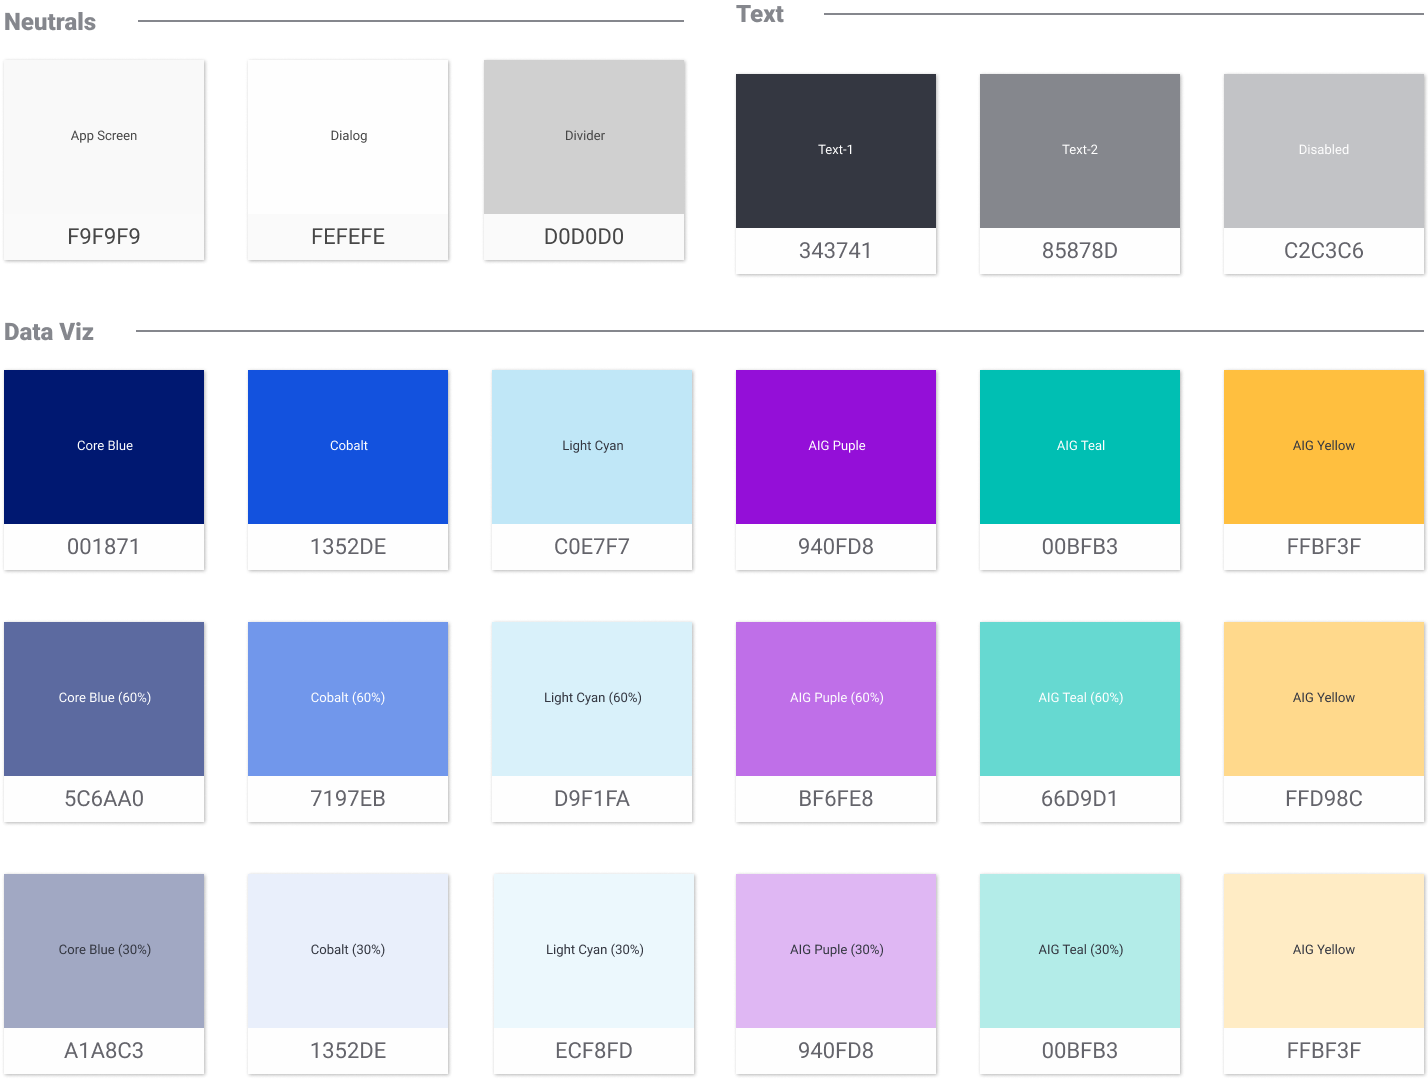 Neutrals
Text
App Screen
Dialog
Divider
F9F9F9
FEFEFE
D0D0D0
Text-1
Text-2
Disabled
343741
85878D
C2C3C6
Data Viz
Core Blue
Cobalt
Light Cyan
AIG Puple
AIG Teal
AIG Yellow
001871
1352DE
C0E7F7
940FD8
00BFB3
FFBF3F
Core Blue (60%)
Cobalt (60%)
Light Cyan (60%)
AIG Puple (60%)
AIG Teal (60%)
AIG Yellow
5C6AA0
7197EB
D9F1FA
BF6FE8
66D9D1
FFD98C
Core Blue (30%)
Cobalt (30%)
Light Cyan (30%)
AIG Puple (30%)
AIG Teal (30%)
AIG Yellow
A1A8C3
1352DE
ECF8FD
940FD8
00BFB3
FFBF3F